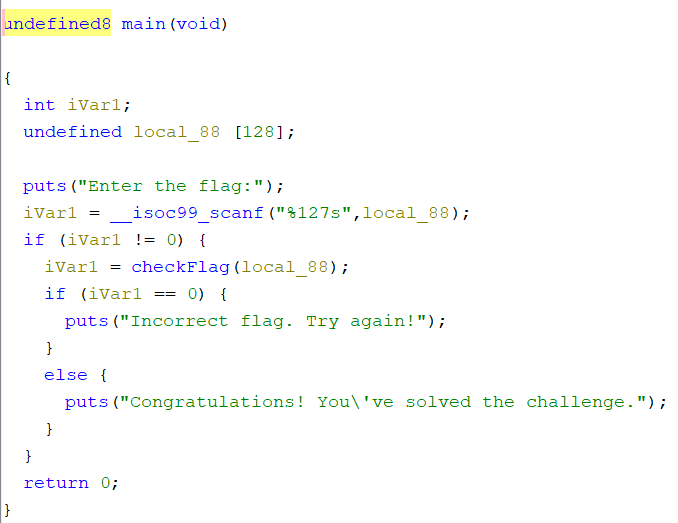 undefined8 main(void)
{
int iVar1;
undefined local_88 [128];
puts("Enter the flag:");
iVar1 = __isoc99_scanf("%127s",local_88);
if (iVar1 != 0) {
iVar1 = checkFlag(local_88);
if (iVar1 == 0) {
puts("Incorrect flag. Try again!");
}
else {
puts("Congratulations! You\'ve solved the challenge.");
}
}
return 0;
}